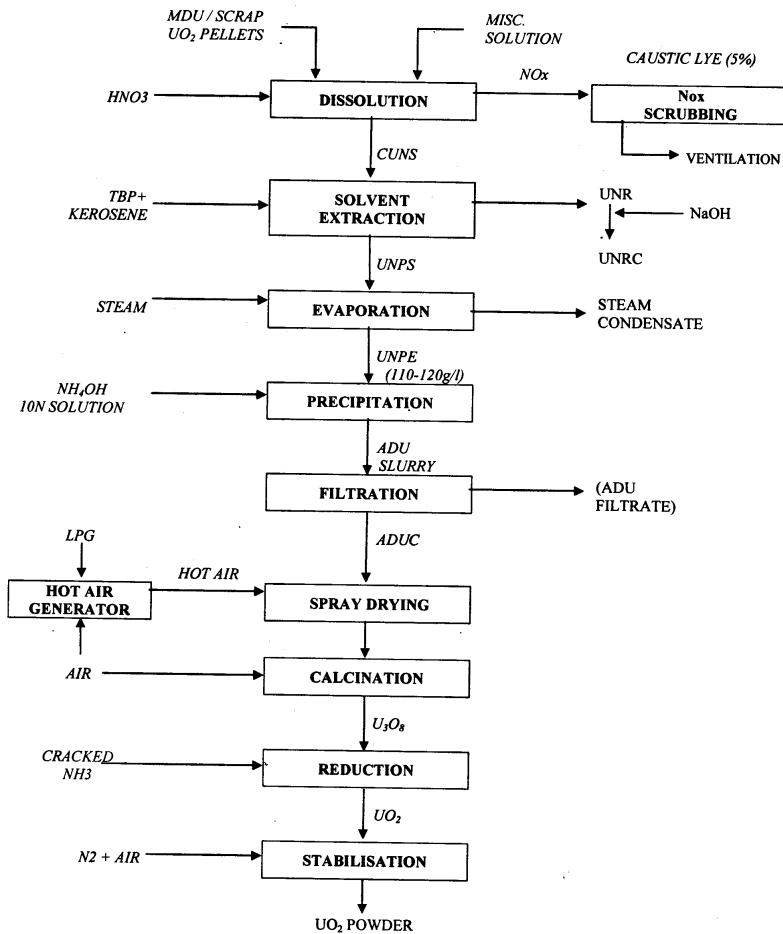 MDU / SCRAP
UO₂ PELLETS
MISC.
SOLUTION
CAUSTIC LYE (5%)
HNO3
DISSOLUTION
NOx
Nox
SCRUBBING
VENTILATION
CUNS
TBP+
KEROSENE
SOLVENT
EXTRACTION
UNR
NaOH
UNRC
UNPS
STEAM
EVAPORATION
STEAM
CONDENSATE
UNPE
(110-120g/l)
NH₄OH
10N SOLUTION
PRECIPITATION
ADU
SLURRY
FILTRATION
(ADU
FILTRATE)
ADUC
LPG
HOT AIR
GENERATOR
HOT AIR
SPRAY DRYING
AIR
CALCINATION
U₃O₈
CRACKED
NH3
REDUCTION
UO₂
N2 + AIR
STABILISATION
UO₂ POWDER